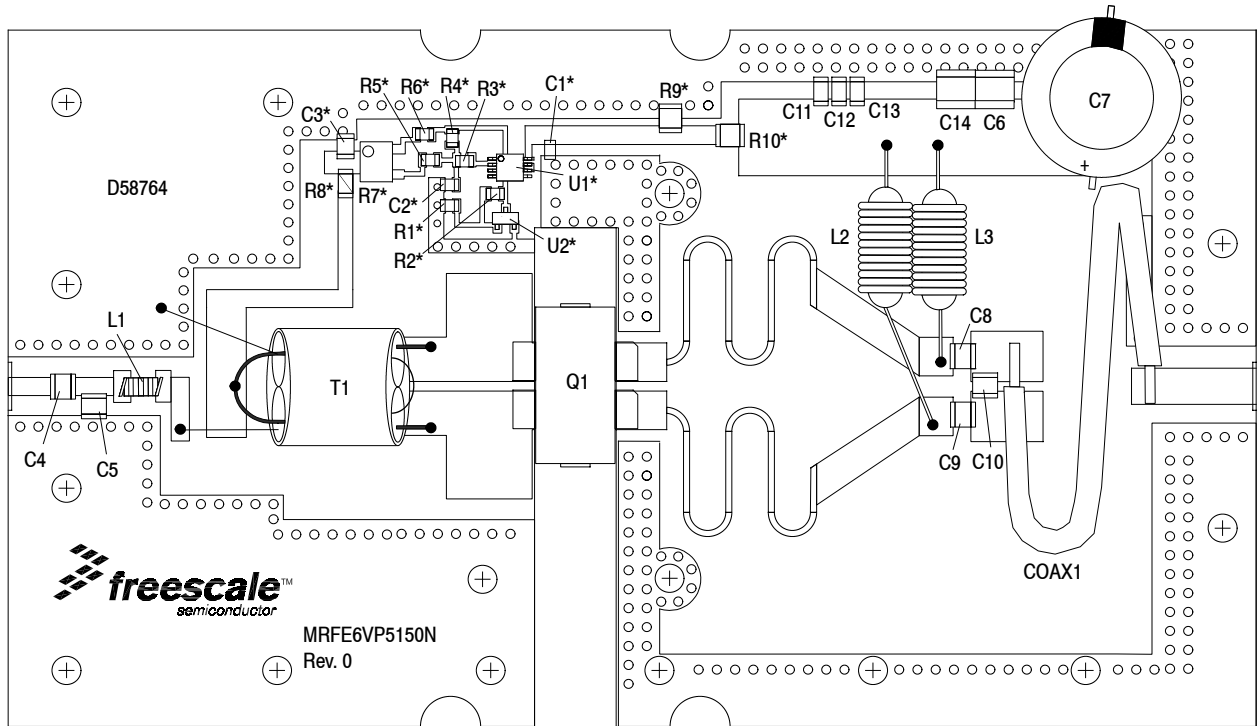 R5*
R6*
R4*
R3*
C1*
R9*
C3*
C11
C12
C13
C14
C6
C7
+
R10*
D58764
R8*
R7*
C2*
U1*
R1*
U2*
R2*
L2
L3
L1
C8
T1
Q1
C4
C5
C9
C10
COAX1
freescale™
semiconductor
MRFE6VP5150N
Rev. 0